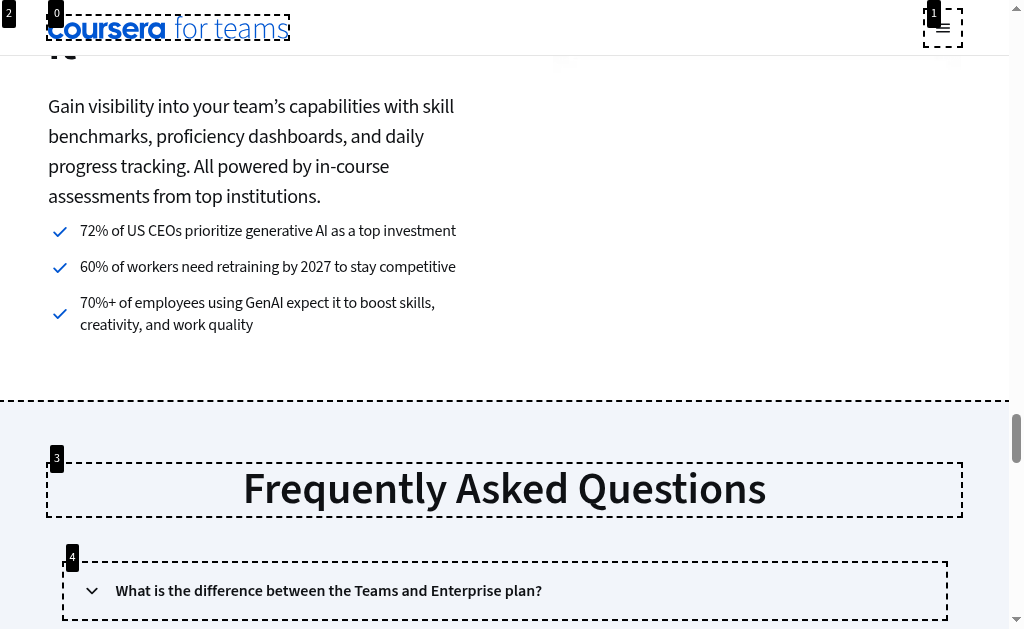 coursera for teams
Gain visibility into your team’s capabilities with skill
benchmarks, proficiency dashboards, and daily
progress tracking. All powered by in-course
assessments from top institutions.
72% of US CEOs prioritize generative AI as a top investment
60% of workers need retraining by 2027 to stay competitive
70%+ of employees using GenAI expect it to boost skills,
creativity, and work quality
Frequently Asked Questions
What is the difference between the Teams and Enterprise plan?
2
0
1
3
4